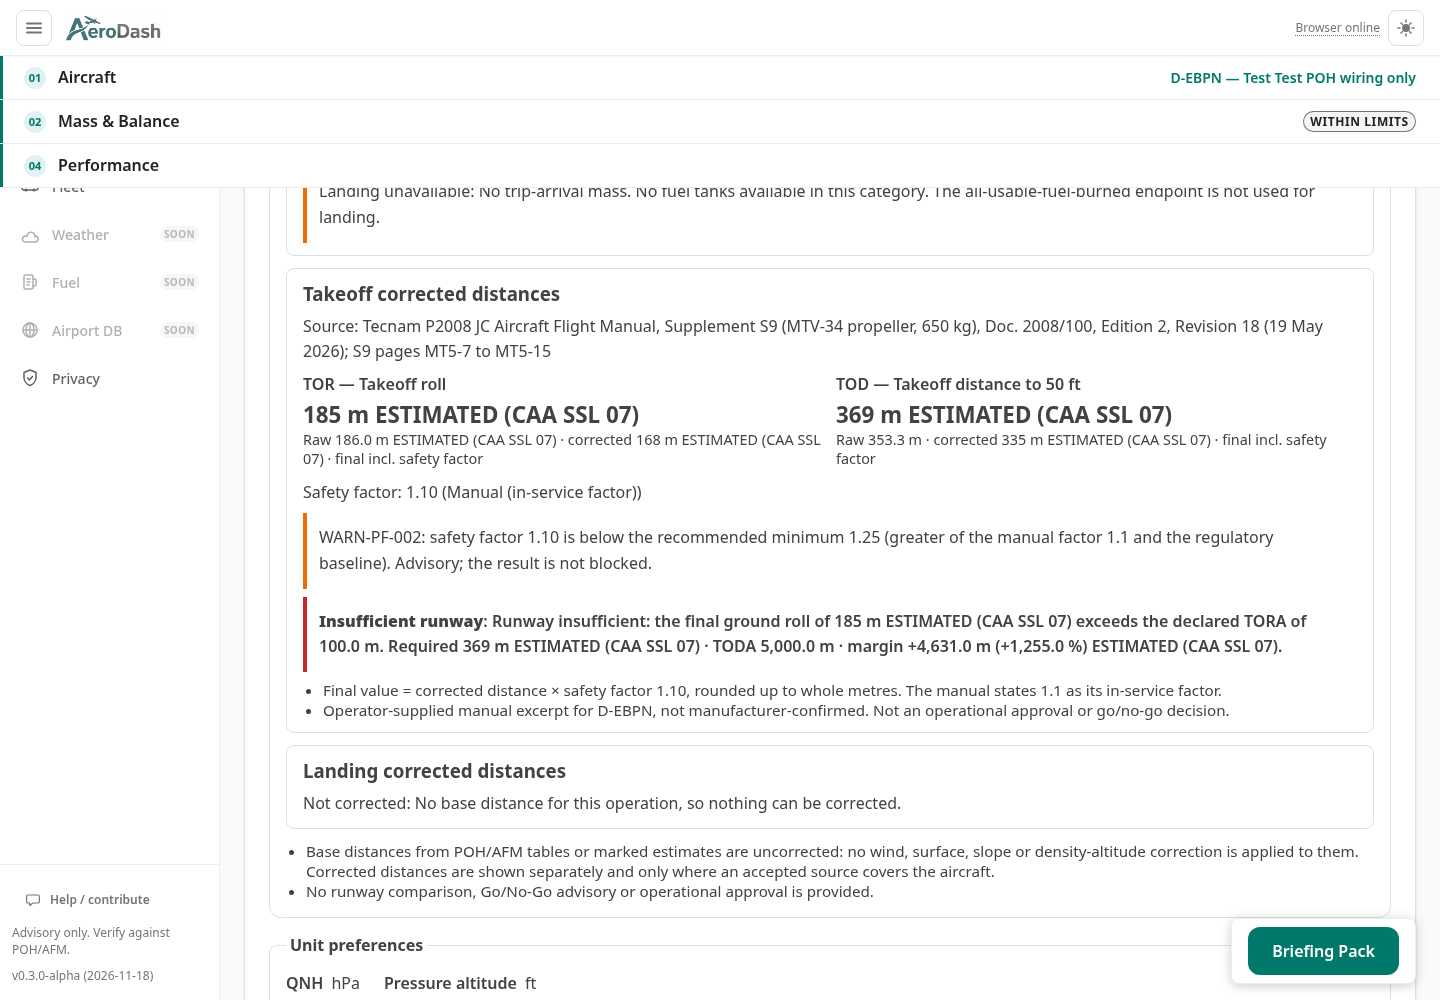 AeroDash
Browser online
01 Aircraft
D-EBPN — Test Test POH wiring only
02 Mass & Balance
WITHIN LIMITS
04 Performance
Fleet
Weather SOON
Fuel SOON
Airport DB SOON
Privacy
Help / contribute
Advisory only. Verify against
POH/AFM.
v0.3.0-alpha (2026-11-18)
Landing unavailable: No trip-arrival mass. No fuel tanks available in this category. The all-usable-fuel-burned endpoint is not used for
landing.
Takeoff corrected distances
Source: Tecnam P2008 JC Aircraft Flight Manual, Supplement S9 (MTV-34 propeller, 650 kg), Doc. 2008/100, Edition 2, Revision 18 (19 May
2026); S9 pages MT5-7 to MT5-15
TOR — Takeoff roll
185 m ESTIMATED (CAA SSL 07)
Raw 186.0 m ESTIMATED (CAA SSL 07) · corrected 168 m ESTIMATED (CAA SSL
07) · final incl. safety factor
TOD — Takeoff distance to 50 ft
369 m ESTIMATED (CAA SSL 07)
Raw 353.3 m · corrected 335 m ESTIMATED (CAA SSL 07) · final incl. safety
factor
Safety factor: 1.10 (Manual (in-service factor))
WARN-PF-002: safety factor 1.10 is below the recommended minimum 1.25 (greater of the manual factor 1.1 and the regulatory
baseline). Advisory; the result is not blocked.
Insufficient runway: Runway insufficient: the final ground roll of 185 m ESTIMATED (CAA SSL 07) exceeds the declared TORA of
100.0 m. Required 369 m ESTIMATED (CAA SSL 07) · TODA 5,000.0 m · margin +4,631.0 m (+1,255.0 %) ESTIMATED (CAA SSL 07).
• Final value = corrected distance × safety factor 1.10, rounded up to whole metres. The manual states 1.1 as its in-service factor.
• Operator-supplied manual excerpt for D-EBPN, not manufacturer-confirmed. Not an operational approval or go/no-go decision.
Landing corrected distances
Not corrected: No base distance for this operation, so nothing can be corrected.
• Base distances from POH/AFM tables or marked estimates are uncorrected: no wind, surface, slope or density-altitude correction is applied to them.
Corrected distances are shown separately and only where an accepted source covers the aircraft.
• No runway comparison, Go/No-Go advisory or operational approval is provided.
Unit preferences
QNH hPa Pressure altitude ft
Briefing Pack